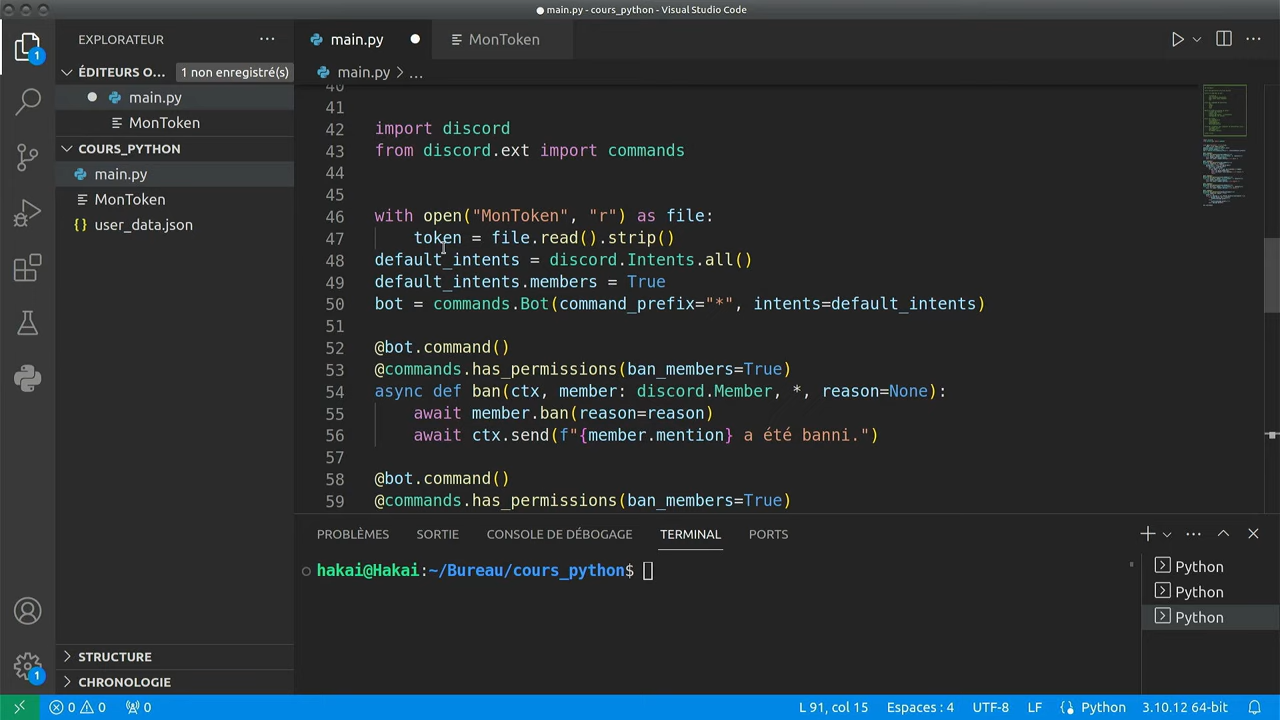 main.py - cours_python - Visual Studio Code
EXPLORATEUR
ÉDITEURS O... 1 non enregistré(s)
main.py
MonToken
COURS_PYTHON
main.py
MonToken
user_data.json
STRUCTURE
CHRONOLOGIE
main.py
MonToken
main.py > ...
40
41
42 import discord
43 from discord.ext import commands
44
45
46 with open("MonToken", "r") as file:
47 token = file.read().strip()
48 default_intents = discord.Intents.all()
49 default_intents.members = True
50 bot = commands.Bot(command_prefix="*", intents=default_intents)
51
52 @bot.command()
53 @commands.has_permissions(ban_members=True)
54 async def ban(ctx, member: discord.Member, *, reason=None):
55 await member.ban(reason=reason)
56 await ctx.send(f"{member.mention} a été banni.")
57
58 @bot.command()
59 @commands.has_permissions(ban_members=True)
PROBLÈMES SORTIE CONSOLE DE DÉBOGAGE TERMINAL PORTS
hakai@Hakai:~/Bureau/cours_python$
Python
Python
Python
1
1
0 0 0 L 91, col 15 Espaces : 4 UTF-8 LF Python 3.10.12 64-bit